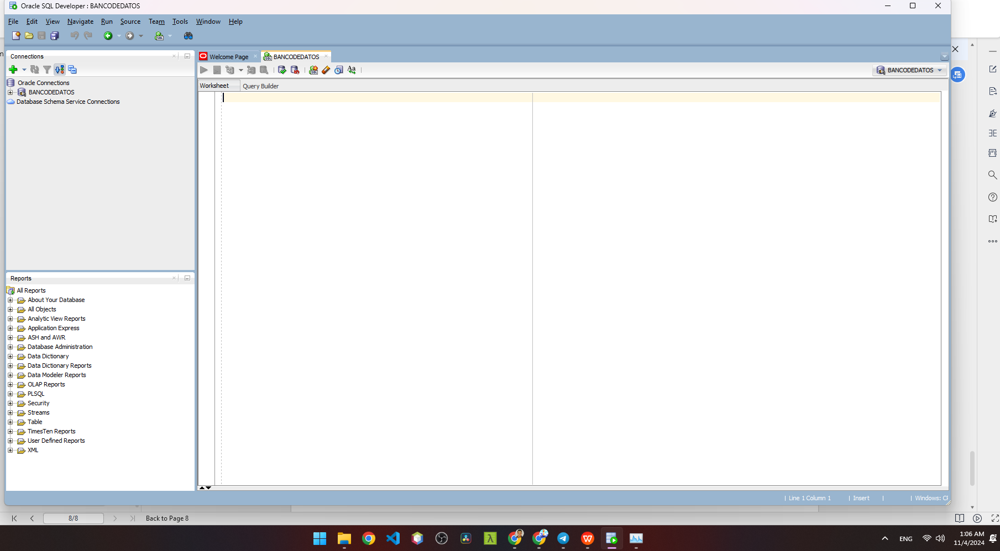 Oracle SQL Developer : BANCODEDATOS
File Edit View Navigate Run Source Team Tools Window Help
Connections
Oracle Connections
BANCODEDATOS
Database Schema Service Connections
Reports
All Reports
About Your Database
All Objects
Analytic View Reports
Application Express
ASH and AWR
Database Administration
Data Dictionary
Data Dictionary Reports
Data Modeler Reports
OLAP Reports
PLSQL
Security
Streams
Table
TimesTen Reports
User Defined Reports
XML
Welcome Page
BANCODEDATOS
BANCODEDATOS
Worksheet Query Builder
Line 1 Column 1 | Insert | | Windows: CF
8/8 Back to Page 8
ENG
1:06 AM
11/4/2024